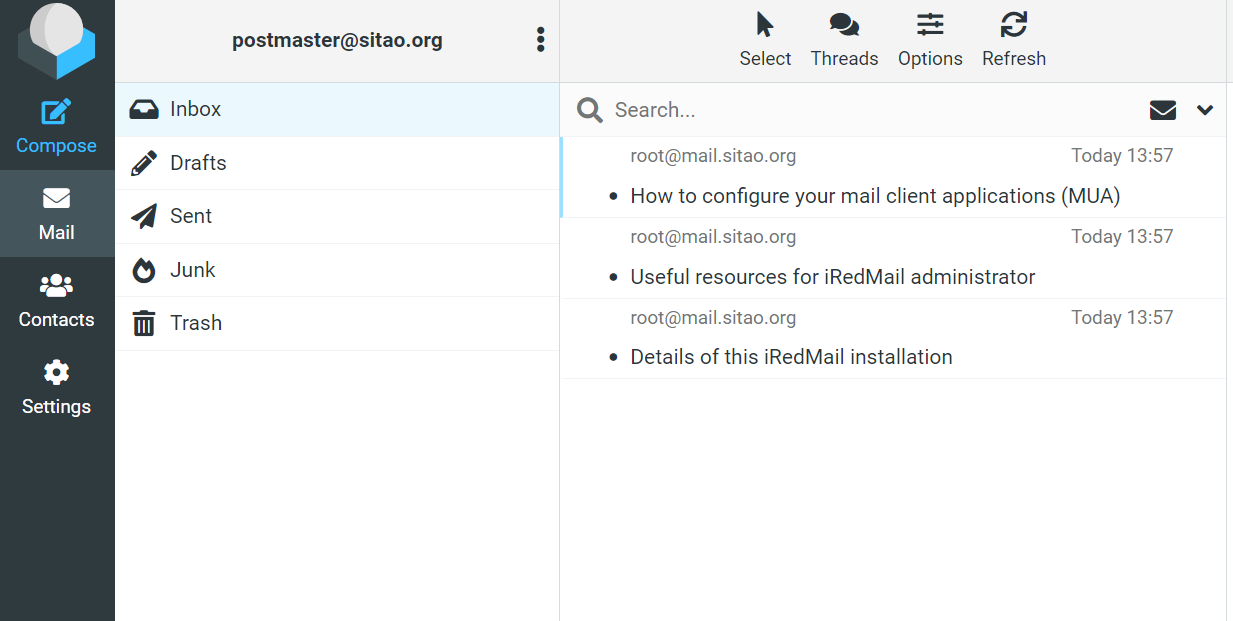 Compose
Mail
Contacts
Settings
postmaster@sitao.org
Inbox
Drafts
Sent
Junk
Trash
Select Threads Options Refresh
Search...
root@mail.sitao.org Today 13:57
• How to configure your mail client applications (MUA)
root@mail.sitao.org Today 13:57
• Useful resources for iRedMail administrator
root@mail.sitao.org Today 13:57
• Details of this iRedMail installation